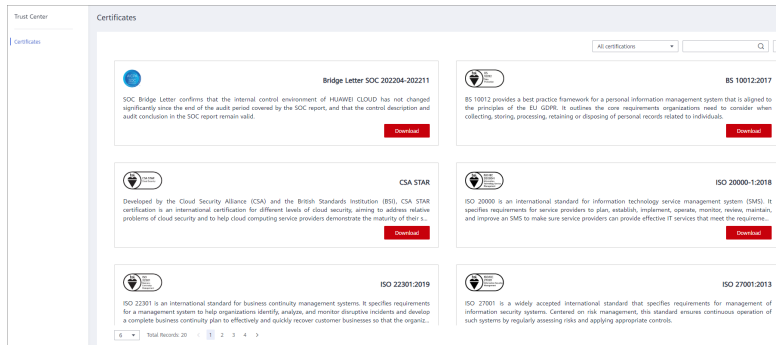 Trust Center
Certificates
Certificates
All certifications
Bridge Letter SOC 202204-202211
SOC Bridge Letter confirms that the internal control environment of HUAWEI CLOUD has not changed
significantly since the end of the audit period covered by the SOC report, and that the control description and
audit conclusion in the SOC report remain valid.
Download
BS 10012:2017
BS 10012 provides a best practice framework for a personal information management system that is aligned to
the principles of the EU GDPR. It outlines the core requirements organizations need to consider when
collecting, storing, processing, retaining or disposing of personal records related to individuals.
Download
CSA STAR
Developed by the Cloud Security Alliance (CSA) and the British Standards Institution (BSI), CSA STAR
certification is an international certification for different levels of cloud security, aiming to address relative
problems of cloud security and to help cloud computing service providers demonstrate the maturity of their s...
Download
ISO 20000-1:2018
ISO 20000 is an international standard for information technology service management system (SMS). It
specifies requirements for service providers to plan, establish, implement, operate, monitor, review, maintain,
and improve an SMS to make sure service providers can provide effective IT services that meet the requireme...
Download
ISO 22301:2019
ISO 22301 is an international standard for business continuity management systems. It specifies requirements
for a management system to help organizations identify, analyze, and monitor disruptive incidents and develop
a complete business continuity plan to effectively and quickly recover customer businesses so that the organiz...
ISO 27001:2013
ISO 27001 is a widely accepted international standard that specifies requirements for management of
information security systems. Centered on risk management, this standard ensures continuous operation of
such systems by regularly assessing risks and applying appropriate controls.
6 Total Records: 20 < 1 2 3 4 >